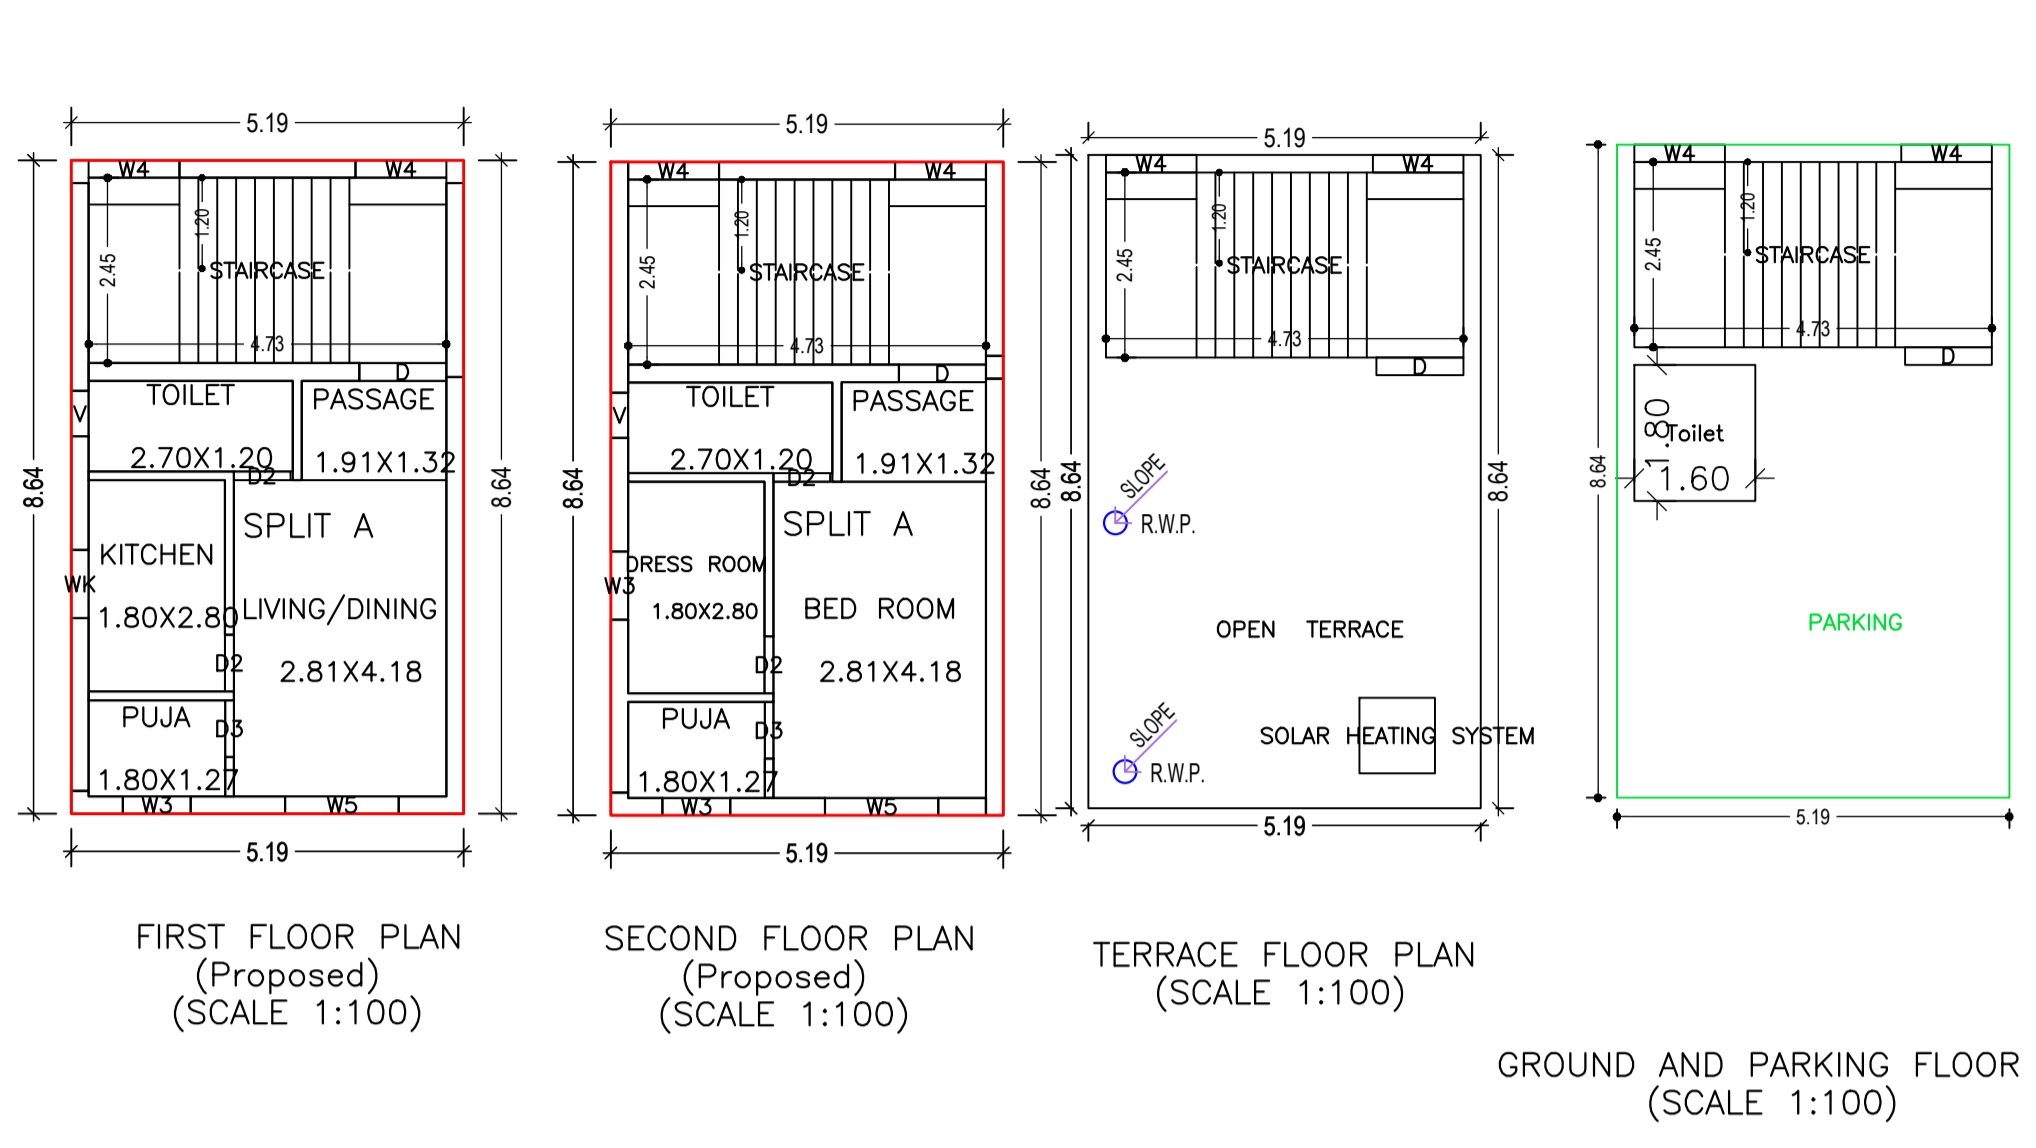 5.19
W4
W4
1.20
2.45
STAIRCASE
4.73
D
TOILET
PASSAGE
V
2.70X1.20
1.91X1.32
D2
8.64
8.64
SPLIT A
KITCHEN
WK
1.80X2.80
LIVING/DINING
D2
2.81X4.18
PUJA
D3
1.80X1.27
W3
W5
5.19
FIRST FLOOR PLAN
(Proposed)
(SCALE 1:100)
5.19
W4
W4
1.20
2.45
STAIRCASE
4.73
D
TOILET
PASSAGE
V
2.70X1.20
1.91X1.32
D2
8.64
8.64
SPLIT A
DRESS ROOM
W3
1.80X2.80
BED ROOM
D2
2.81X4.18
PUJA
D3
1.80X1.27
W3
W5
5.19
SECOND FLOOR PLAN
(Proposed)
(SCALE 1:100)
5.19
W4
W4
1.20
2.45
STAIRCASE
4.73
D
8.64
8.64
SLOPE
R.W.P.
OPEN TERRACE
SLOPE
SOLAR HEATING SYSTEM
R.W.P.
5.19
TERRACE FLOOR PLAN
(SCALE 1:100)
W4
W4
1.20
2.45
STAIRCASE
4.73
D
1.80
Toilet
1.60
8.64
PARKING
5.19
GROUND AND PARKING FLOOR
(SCALE 1:100)